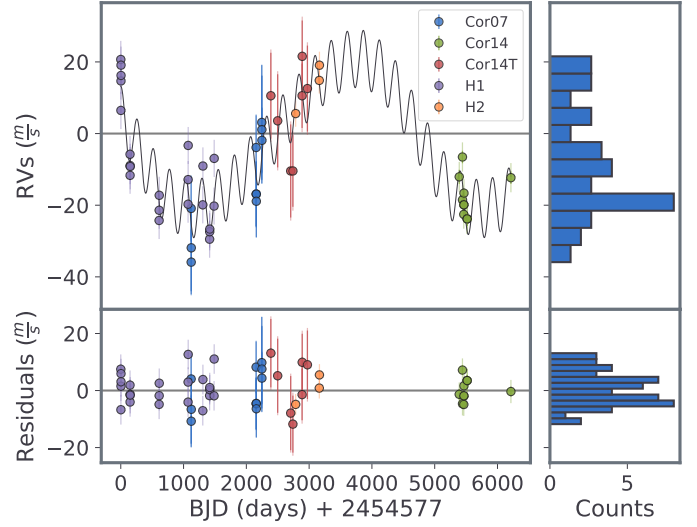 20
0
−20
−40
RVs (m/s)
Cor07
Cor14
Cor14T
H1
H2
20
0
−20
Residuals (m/s)
0 1000 2000 3000 4000 5000 6000
BJD (days) + 2454577
0 5
Counts